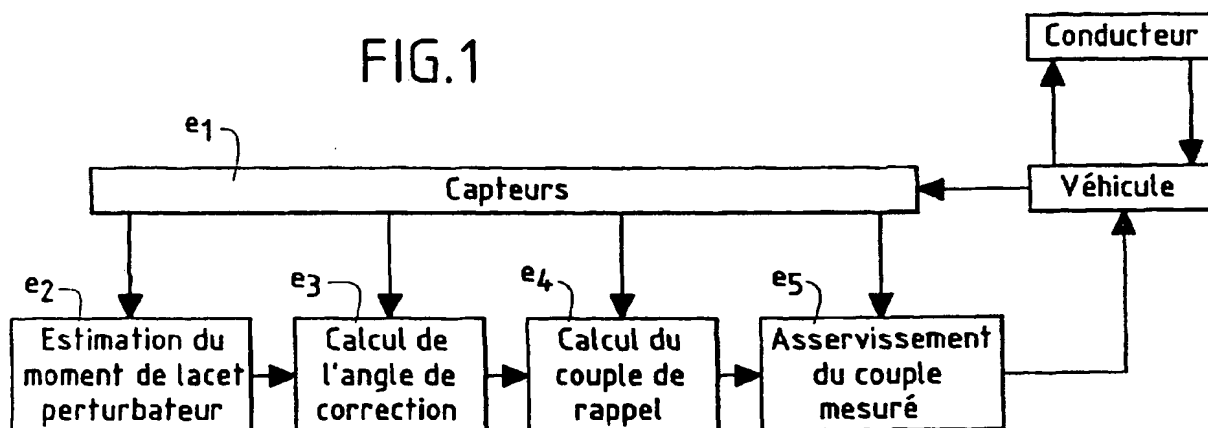 FIG.1
Conducteur
e1
Capteurs
Véhicule
e2
Estimation du
moment de lacet
perturbateur
e3
Calcul de
l'angle de
correction
e4
Calcul du
couple de
rappel
e5
Asservissement
du couple
mesuré